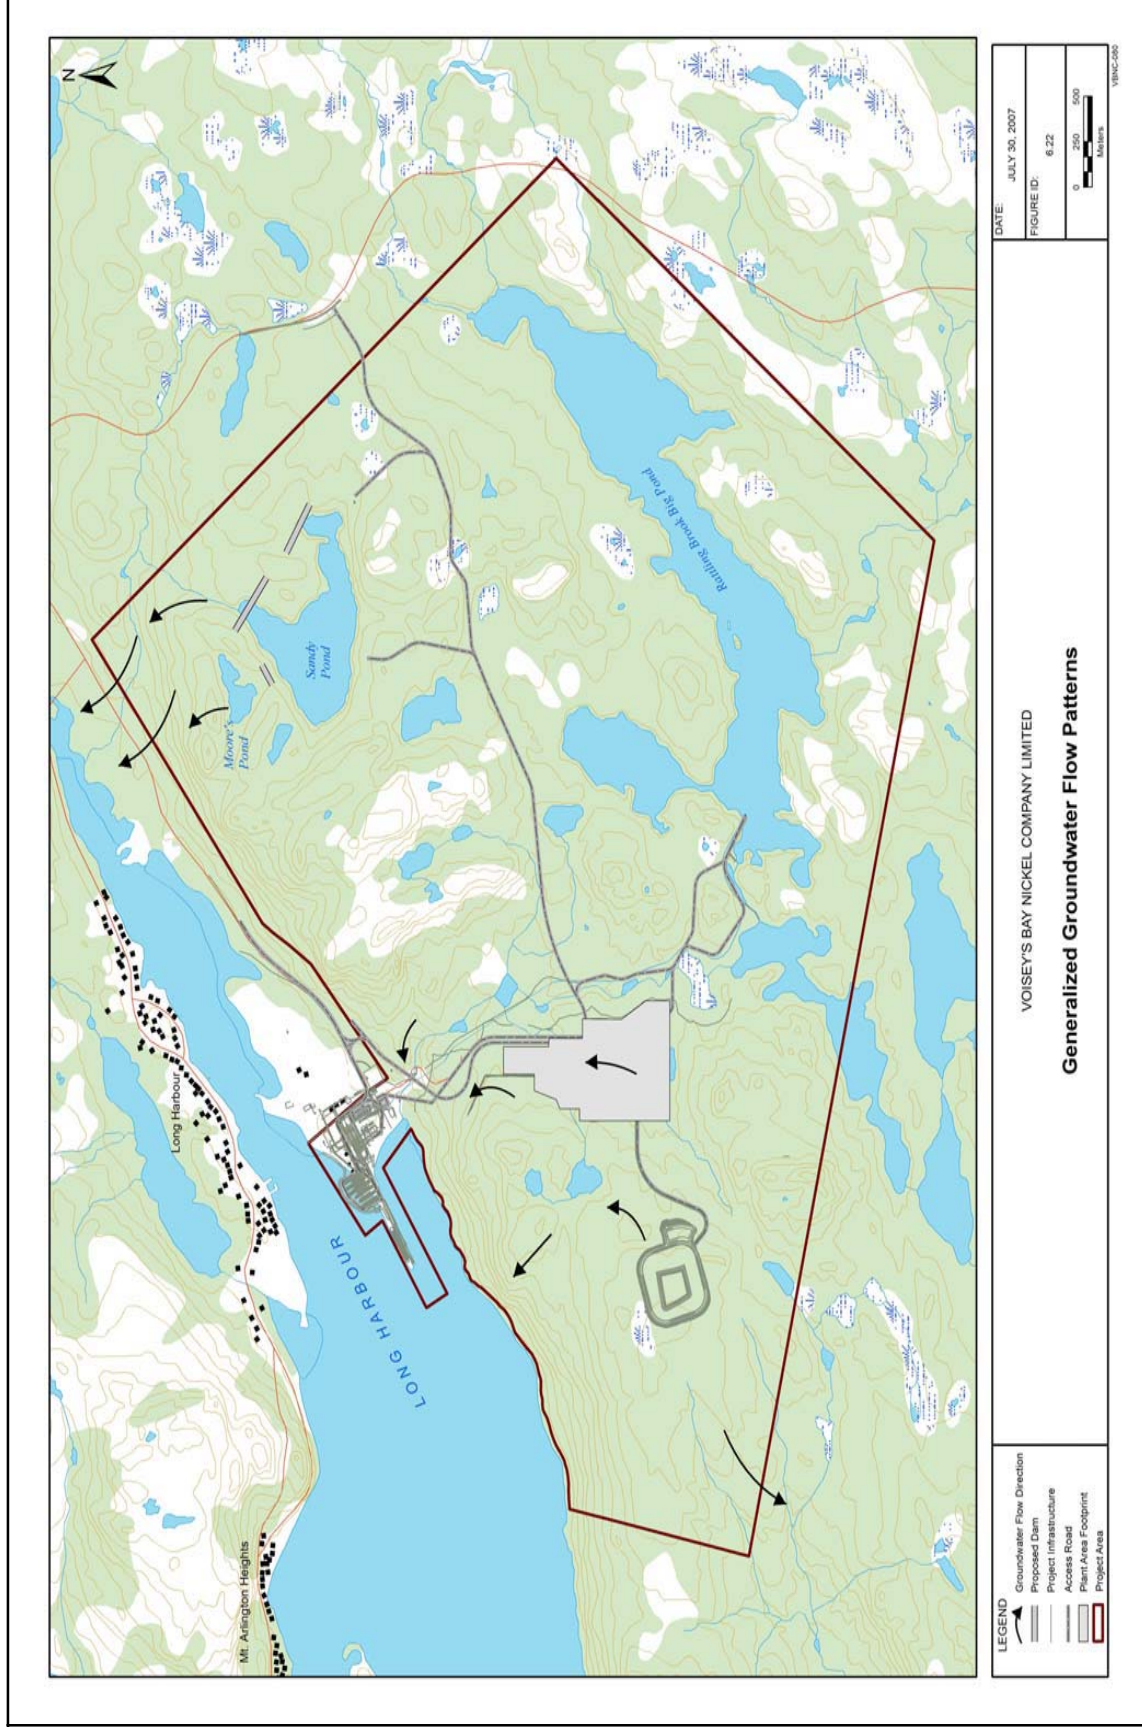 N
Mt. Arlington Heights
Long Harbour
LONG HARBOUR
Moore's
Pond
Sandy
Pond
Rattling Brook Big Pond
LEGEND
Groundwater Flow Direction
Proposed Dam
Project Infrastructure
Access Road
Plant Area Footprint
Project Area
VOISEY'S BAY NICKEL COMPANY LIMITED
Generalized Groundwater Flow Patterns
DATE:
JULY 30, 2007
FIGURE ID:
6.22
0 250 500
Meters
VBNC-080